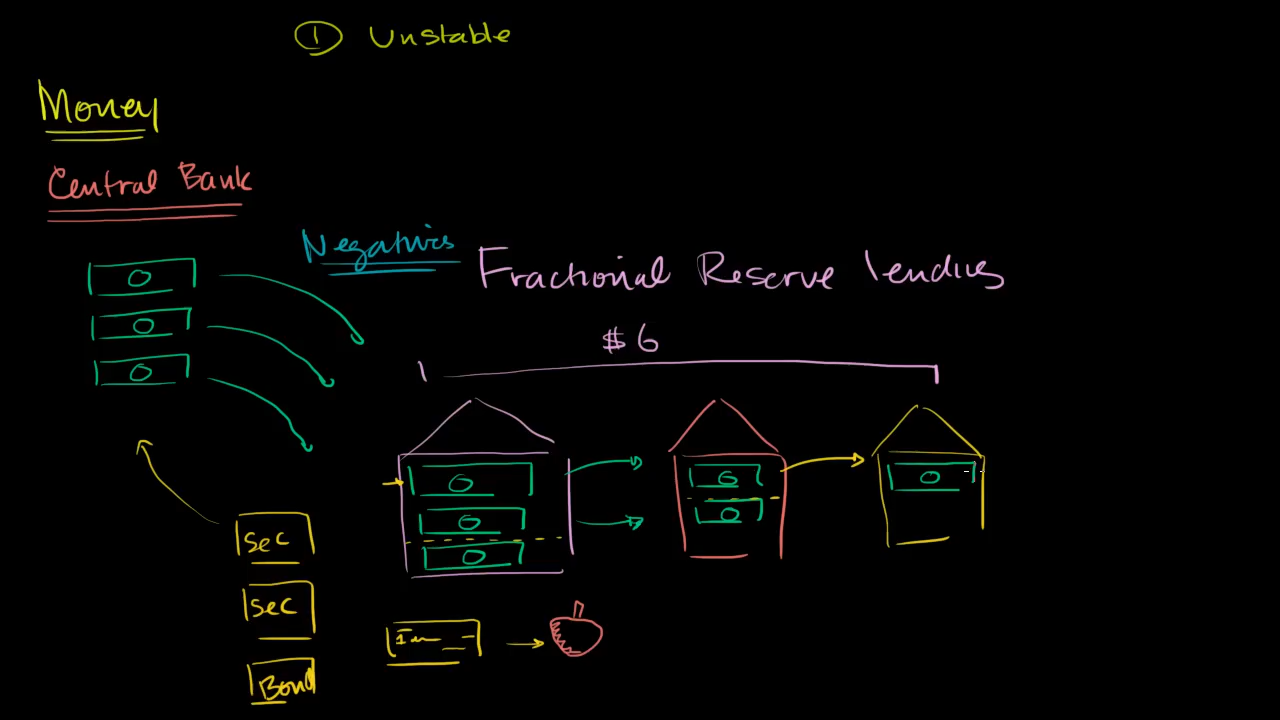 ① Unstable
Money
Central Bank
Negatives
Fractional Reserve lending
$6
Sec
Sec
Bond